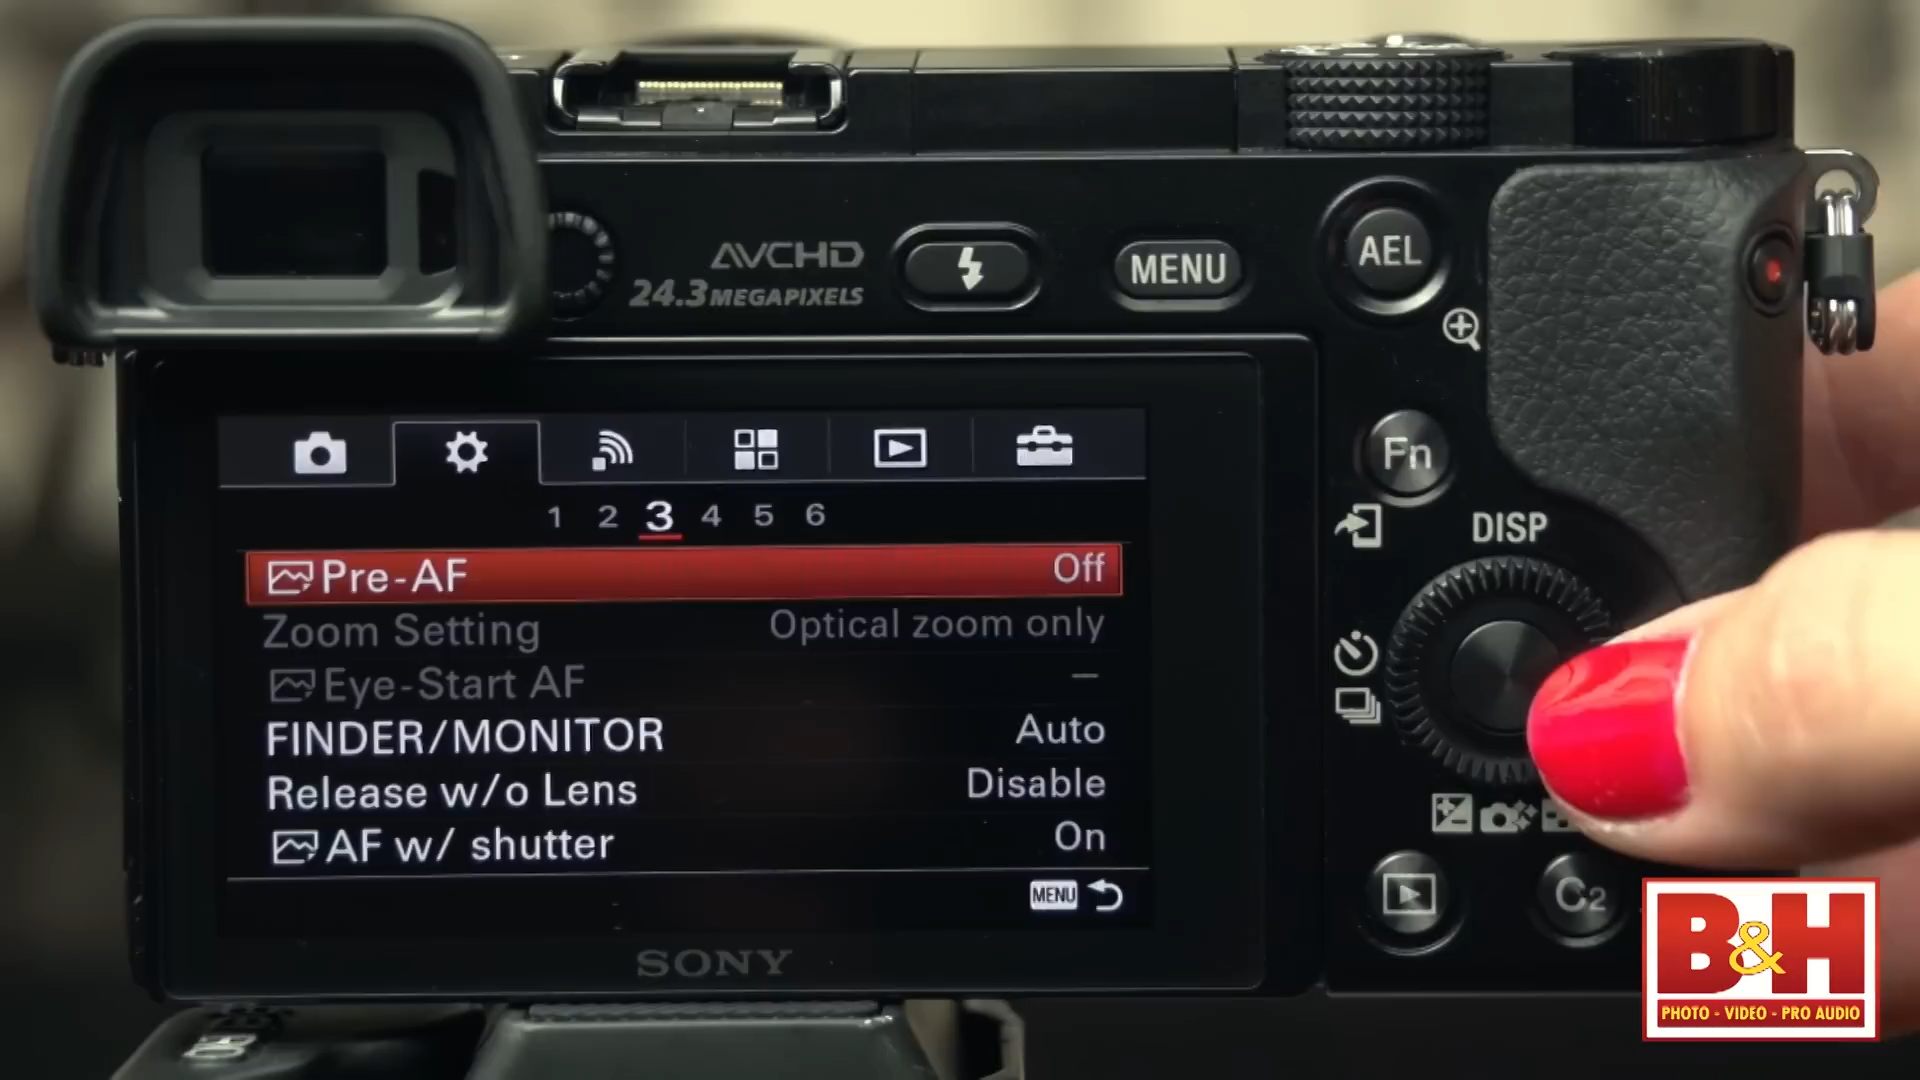 AVCHD
24.3 MEGAPIXELS
MENU
AEL
Fn
DISP
1 2 3 4 5 6
Pre-AF Off
Zoom Setting Optical zoom only
Eye-Start AF –
FINDER/MONITOR Auto
Release w/o Lens Disable
AF w/ shutter On
MENU
SONY
C2
B&H
PHOTO - VIDEO - PRO AUDIO